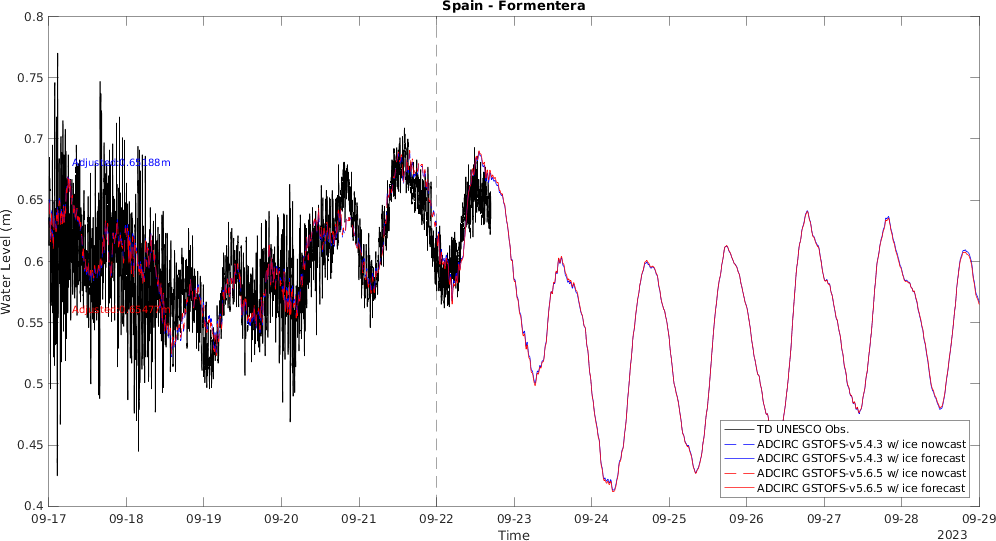 Spain - Formentera
0.8
0.75
0.7
0.65
0.6
0.55
0.5
0.45
0.4
Water Level (m)
09-17
09-18
09-19
09-20
09-21
09-22
09-23
09-24
09-25
09-26
09-27
09-28
09-29
Time
2023
TD UNESCO Obs.
ADCIRC GSTOFS-v5.4.3 w/ ice nowcast
ADCIRC GSTOFS-v5.4.3 w/ ice forecast
ADCIRC GSTOFS-v5.6.5 w/ ice nowcast
ADCIRC GSTOFS-v5.6.5 w/ ice forecast